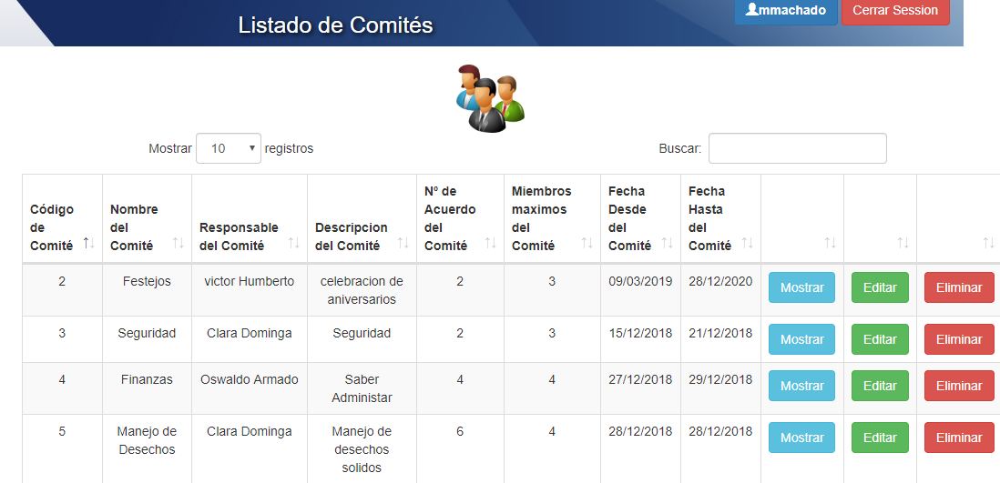 Listado de Comités
mmachado
Cerrar Session
Mostrar 10 registros
Buscar:
Código de Comité
Nombre del Comité
Responsable del Comité
Descripcion del Comité
Nº de Acuerdo del Comité
Miembros maximos del Comité
Fecha Desde del Comité
Fecha Hasta del Comité
2 Festejos victor Humberto celebracion de aniversarios 2 3 09/03/2019 28/12/2020 Mostrar Editar Eliminar
3 Seguridad Clara Dominga Seguridad 2 3 15/12/2018 21/12/2018 Mostrar Editar Eliminar
4 Finanzas Oswaldo Armado Saber Administar 4 4 27/12/2018 29/12/2018 Mostrar Editar Eliminar
5 Manejo de Desechos Clara Dominga Manejo de desechos solidos 6 4 28/12/2018 28/12/2018 Mostrar Editar Eliminar